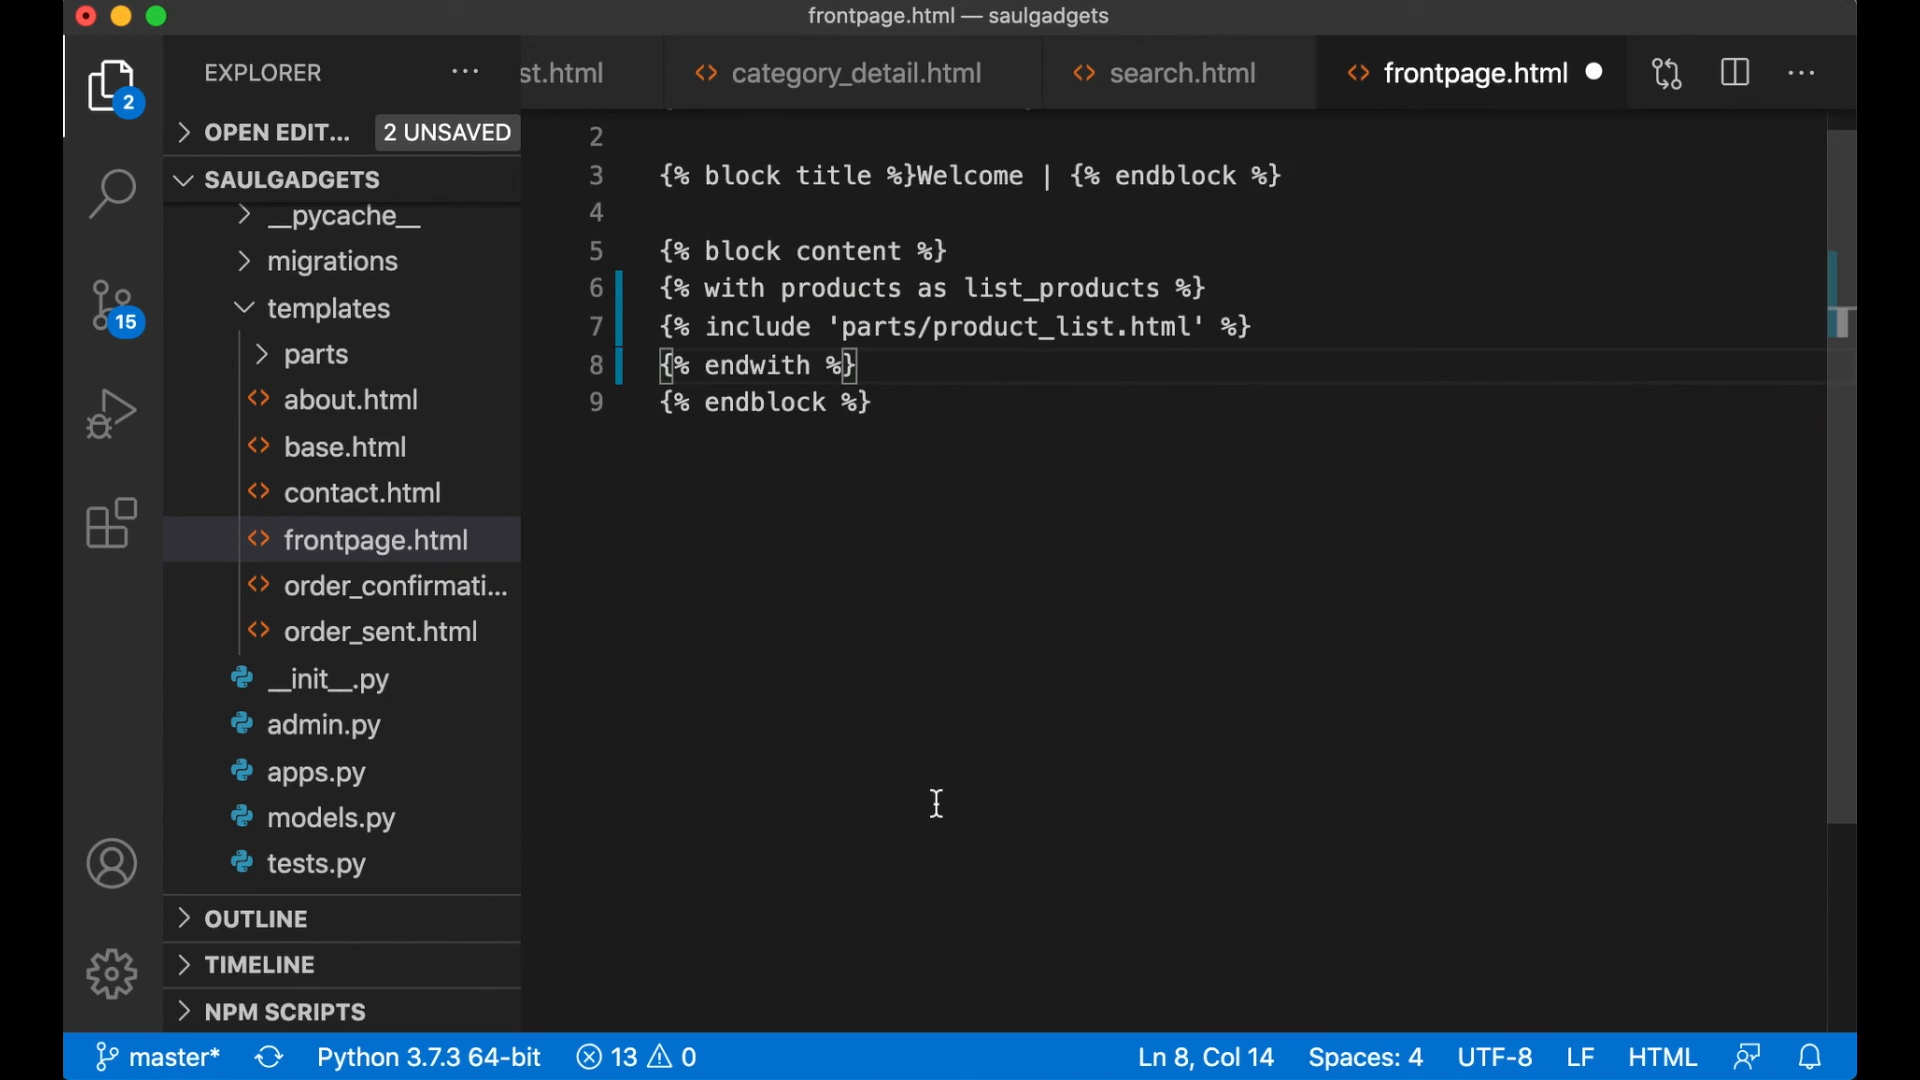 frontpage.html — saulgadgets
EXPLORER
st.html
category_detail.html
search.html
frontpage.html
2
OPEN EDIT...
2 UNSAVED
SAULGADGETS
__pycache__
migrations
templates
parts
about.html
base.html
contact.html
frontpage.html
order_confirmati...
order_sent.html
__init__.py
admin.py
apps.py
models.py
tests.py
OUTLINE
TIMELINE
NPM SCRIPTS
15
2
3 {% block title %}Welcome | {% endblock %}
4
5 {% block content %}
6 {% with products as list_products %}
7 {% include 'parts/product_list.html' %}
8 {% endwith %}
9 {% endblock %}
master*
Python 3.7.3 64-bit
13
0
Ln 8, Col 14
Spaces: 4
UTF-8
LF
HTML